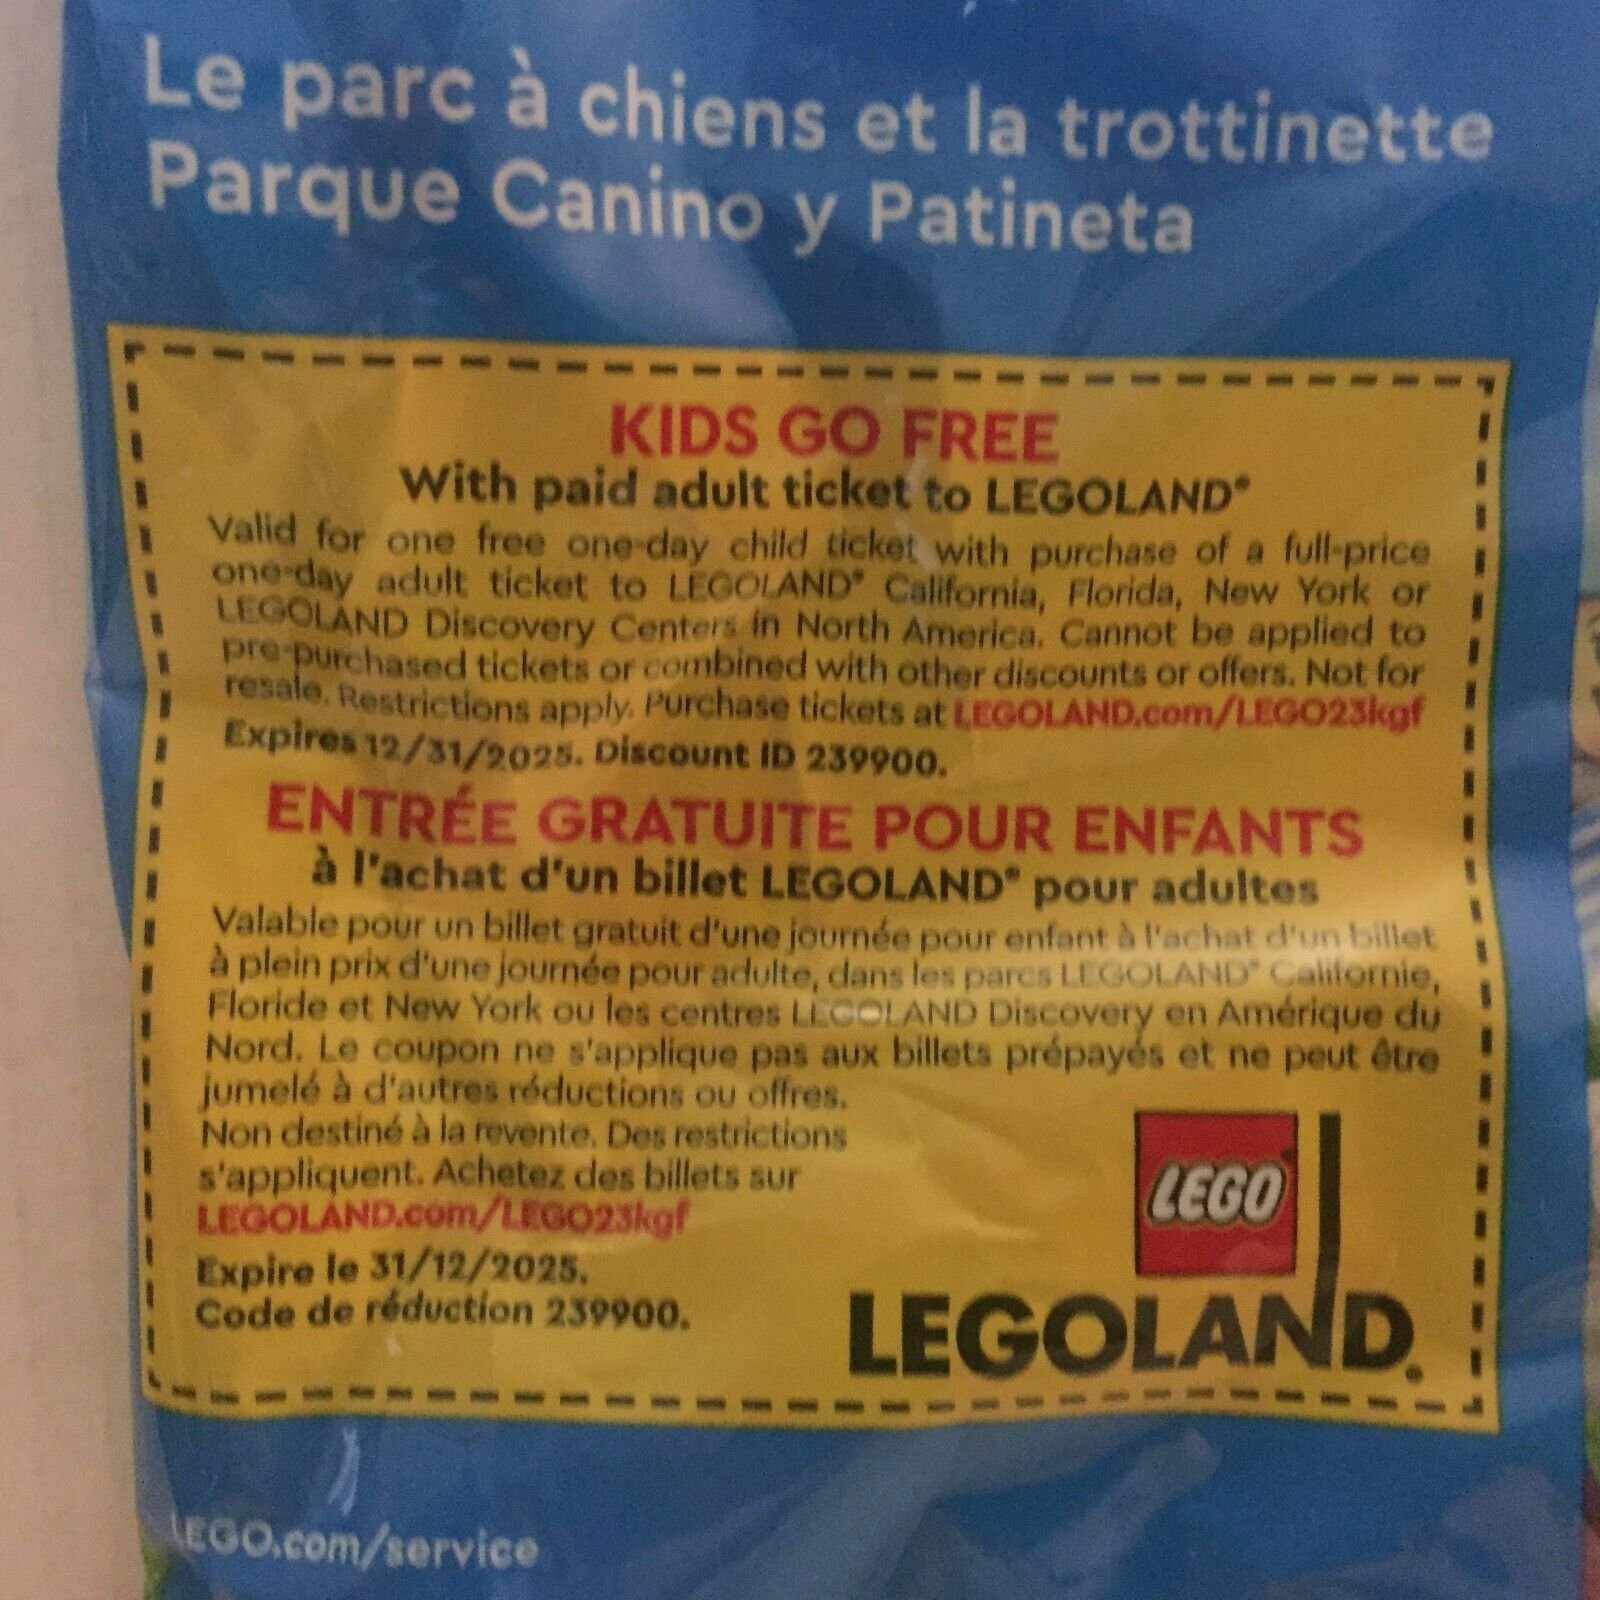 Le parc à chiens et la trottinette
Parque Canino y Patineta
KIDS GO FREE
With paid adult ticket to LEGOLAND®
Valid for one free one-day child ticket with purchase of a full-price
one-day adult ticket to LEGOLAND® California, Florida, New York or
LEGOLAND Discovery Centers in North America. Cannot be applied to
pre-purchased tickets or combined with other discounts or offers. Not for
resale. Restrictions apply. Purchase tickets at LEGOLAND.com/LEGO23kgf
Expires 12/31/2025. Discount ID 239900.
ENTRÉE GRATUITE POUR ENFANTS
à l'achat d'un billet LEGOLAND® pour adultes
Valable pour un billet gratuit d'une journée pour enfant à l'achat d'un billet
à plein prix d'une journée pour adulte, dans les parcs LEGOLAND® Californie,
Floride et New York ou les centres LEGOLAND Discovery en Amérique du
Nord. Le coupon ne s'applique pas aux billets prépayés et ne peut être
jumelé à d'autres réductions ou offres.
Non destiné à la revente. Des restrictions
s'appliquent. Achetez des billets sur
LEGOLAND.com/LEGO23kgf
Expire le 31/12/2025.
Code de réduction 239900.
LEGO
LEGOLAND®
LEGO.com/service